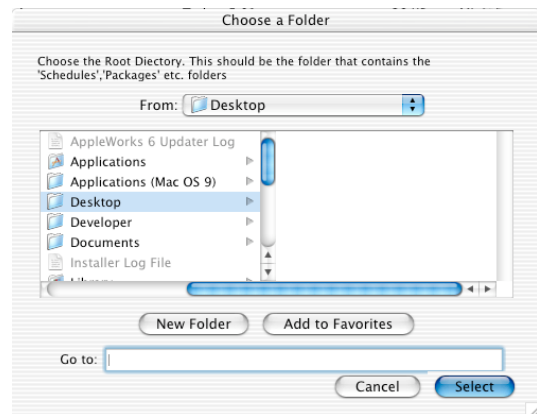 Choose a Folder
Choose the Root Diectory. This should be the folder that contains the
'Schedules','Packages' etc. folders
From: Desktop
AppleWorks 6 Updater Log
Applications
Applications (Mac OS 9)
Desktop
Developer
Documents
Installer Log File
New Folder
Add to Favorites
Go to:
Cancel
Select